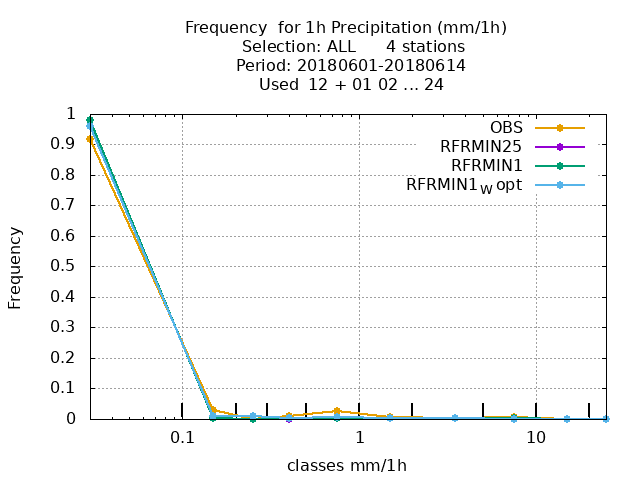 Frequency  for 1h Precipitation (mm/1h)
Selection: ALL      4 stations
Period: 20180601-20180614
Used  12 + 01 02 ... 24
OBS
RFRMIN25
RFRMIN1
RFRMIN1W opt
1
0.9
0.8
0.7
0.6
0.5
0.4
0.3
0.2
0.1
0
Frequency
0.1 1 10
classes mm/1h